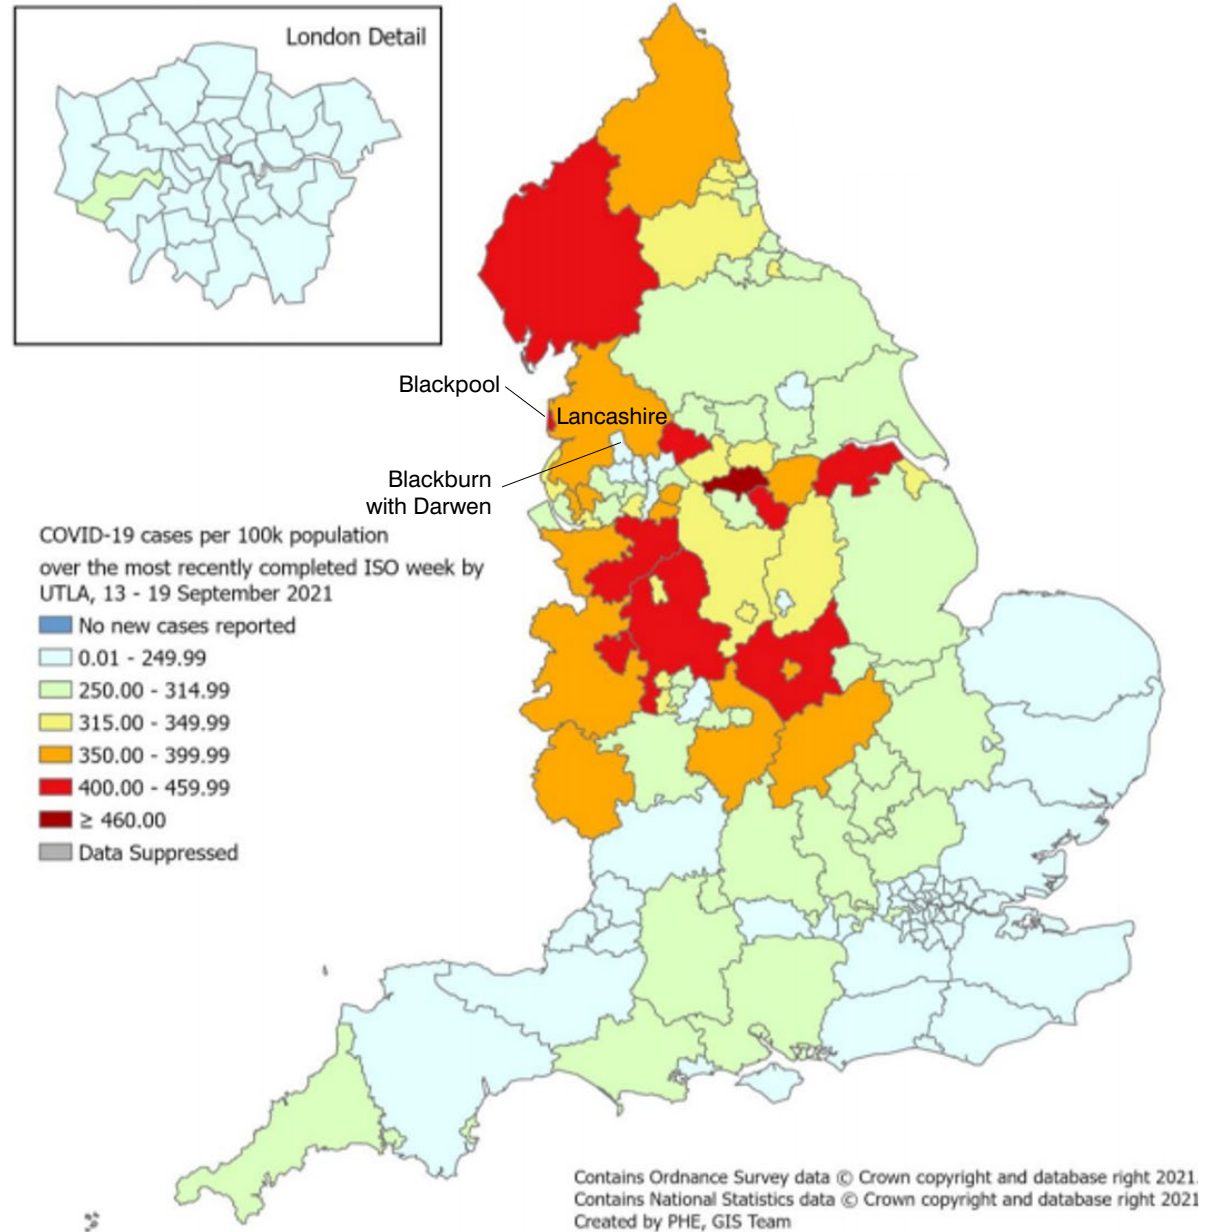 London Detail
Blackpool
Lancashire
Blackburn
with Darwen
COVID-19 cases per 100k population
over the most recently completed ISO week by
UTLA, 13 - 19 September 2021
No new cases reported
0.01 - 249.99
250.00 - 314.99
315.00 - 349.99
350.00 - 399.99
400.00 - 459.99
≥ 460.00
Data Suppressed
Contains Ordnance Survey data © Crown copyright and database right 2021.
Contains National Statistics data © Crown copyright and database right 2021
Created by PHE, GIS Team